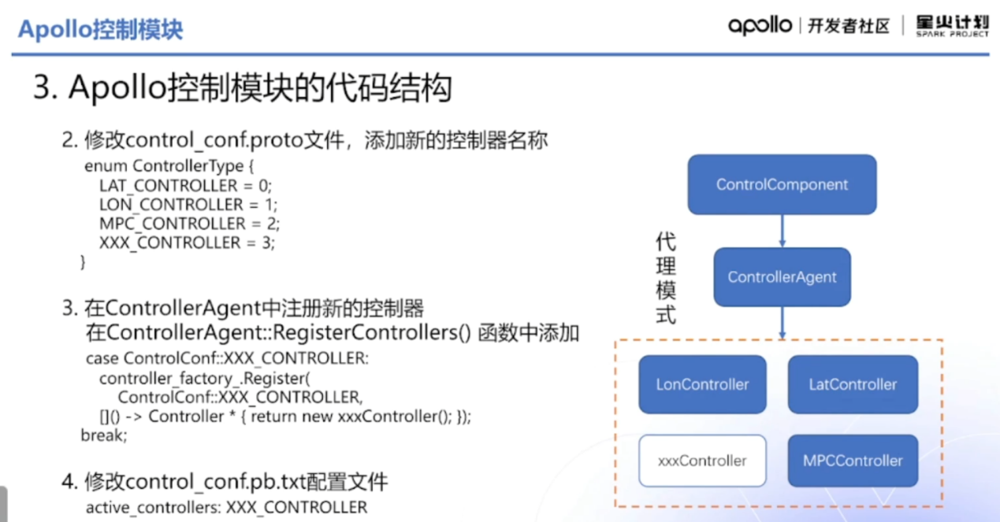 Apollo控制模块
apollo 开发者社区 星火计划
SPARK PROJECT
3. Apollo控制模块的代码结构
2. 修改control_conf.proto文件，添加新的控制器名称
enum ControllerType {
LAT_CONTROLLER = 0;
LON_CONTROLLER = 1;
MPC_CONTROLLER = 2;
XXX_CONTROLLER = 3;
}
3. 在ControllerAgent中注册新的控制器
在ControllerAgent::RegisterControllers() 函数中添加
case ControlConf::XXX_CONTROLLER:
controller_factory_.Register(
ControlConf::XXX_CONTROLLER,
[]() -> Controller * { return new xxxController(); });
break;
4. 修改control_conf.pb.txt配置文件
active_controllers: XXX_CONTROLLER
ControlComponent
代理模式
ControllerAgent
LonController
LatController
xxxController
MPCController